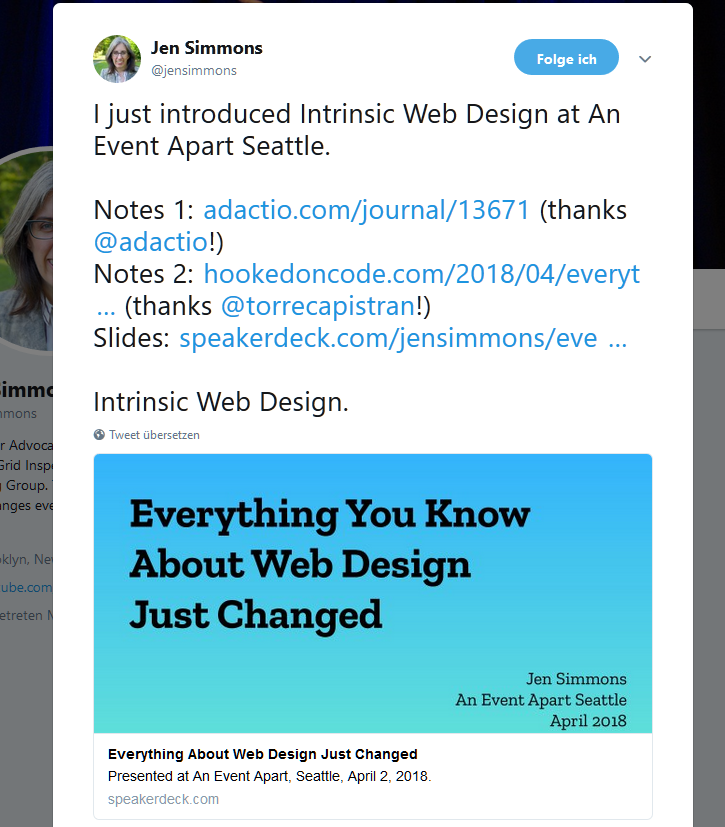 Jen Simmons
@jensimmons
Folge ich
I just introduced Intrinsic Web Design at An
Event Apart Seattle.
Notes 1: adactio.com/journal/13671 (thanks
@adactio!)
Notes 2: hookedoncode.com/2018/04/everyt
... (thanks @torrecapistran!)
Slides: speakerdeck.com/jensimmons/eve ...
Intrinsic Web Design.
Tweet übersetzen
Everything You Know
About Web Design
Just Changed
Jen Simmons
An Event Apart Seattle
April 2018
Everything About Web Design Just Changed
Presented at An Event Apart, Seattle, April 2, 2018.
speakerdeck.com
Simmo
mmons
r Advoca
Grid Inspe
g Group.
anges eve
oklyn, Ne
ube.com
etreten